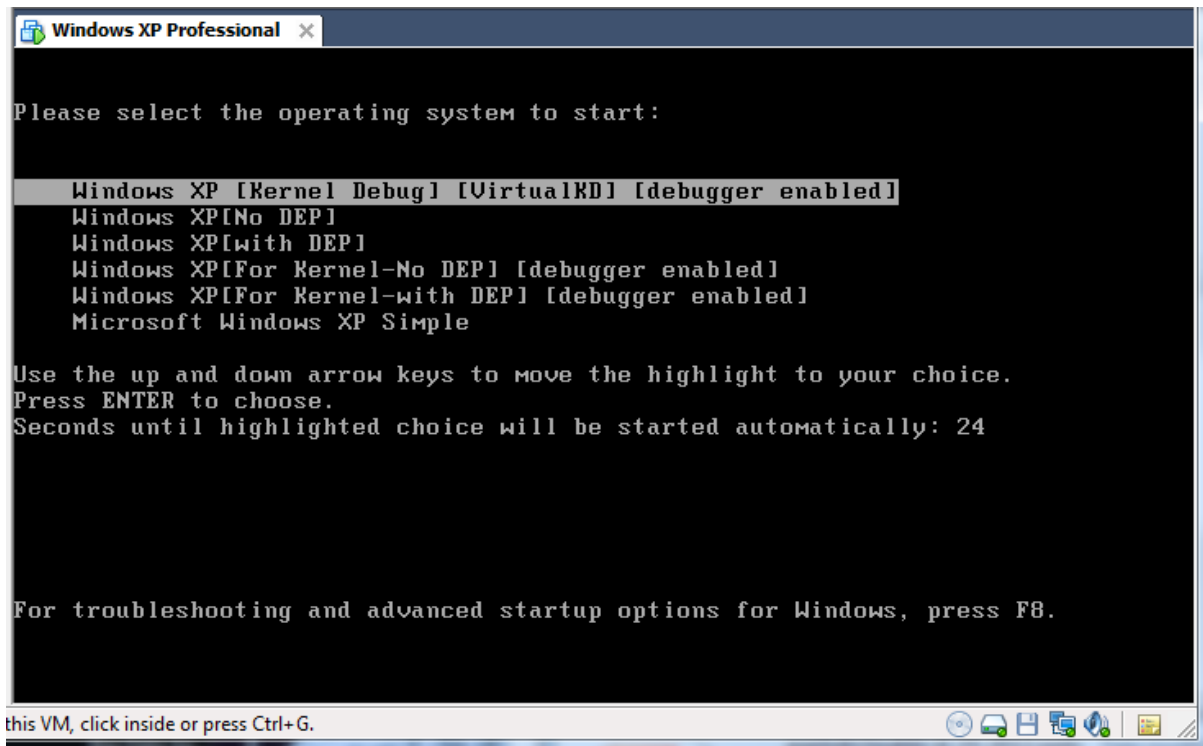 Windows XP Professional
Please select the operating system to start:
Windows XP [Kernel Debug] [VirtualKD] [debugger enabled]
Windows XP[No DEP]
Windows XP[with DEP]
Windows XP[For Kernel-No DEP] [debugger enabled]
Windows XP[For Kernel-with DEP] [debugger enabled]
Microsoft Windows XP Simple
Use the up and down arrow keys to move the highlight to your choice.
Press ENTER to choose.
Seconds until highlighted choice will be started automatically: 24
For troubleshooting and advanced startup options for Windows, press F8.
this VM, click inside or press Ctrl+G.